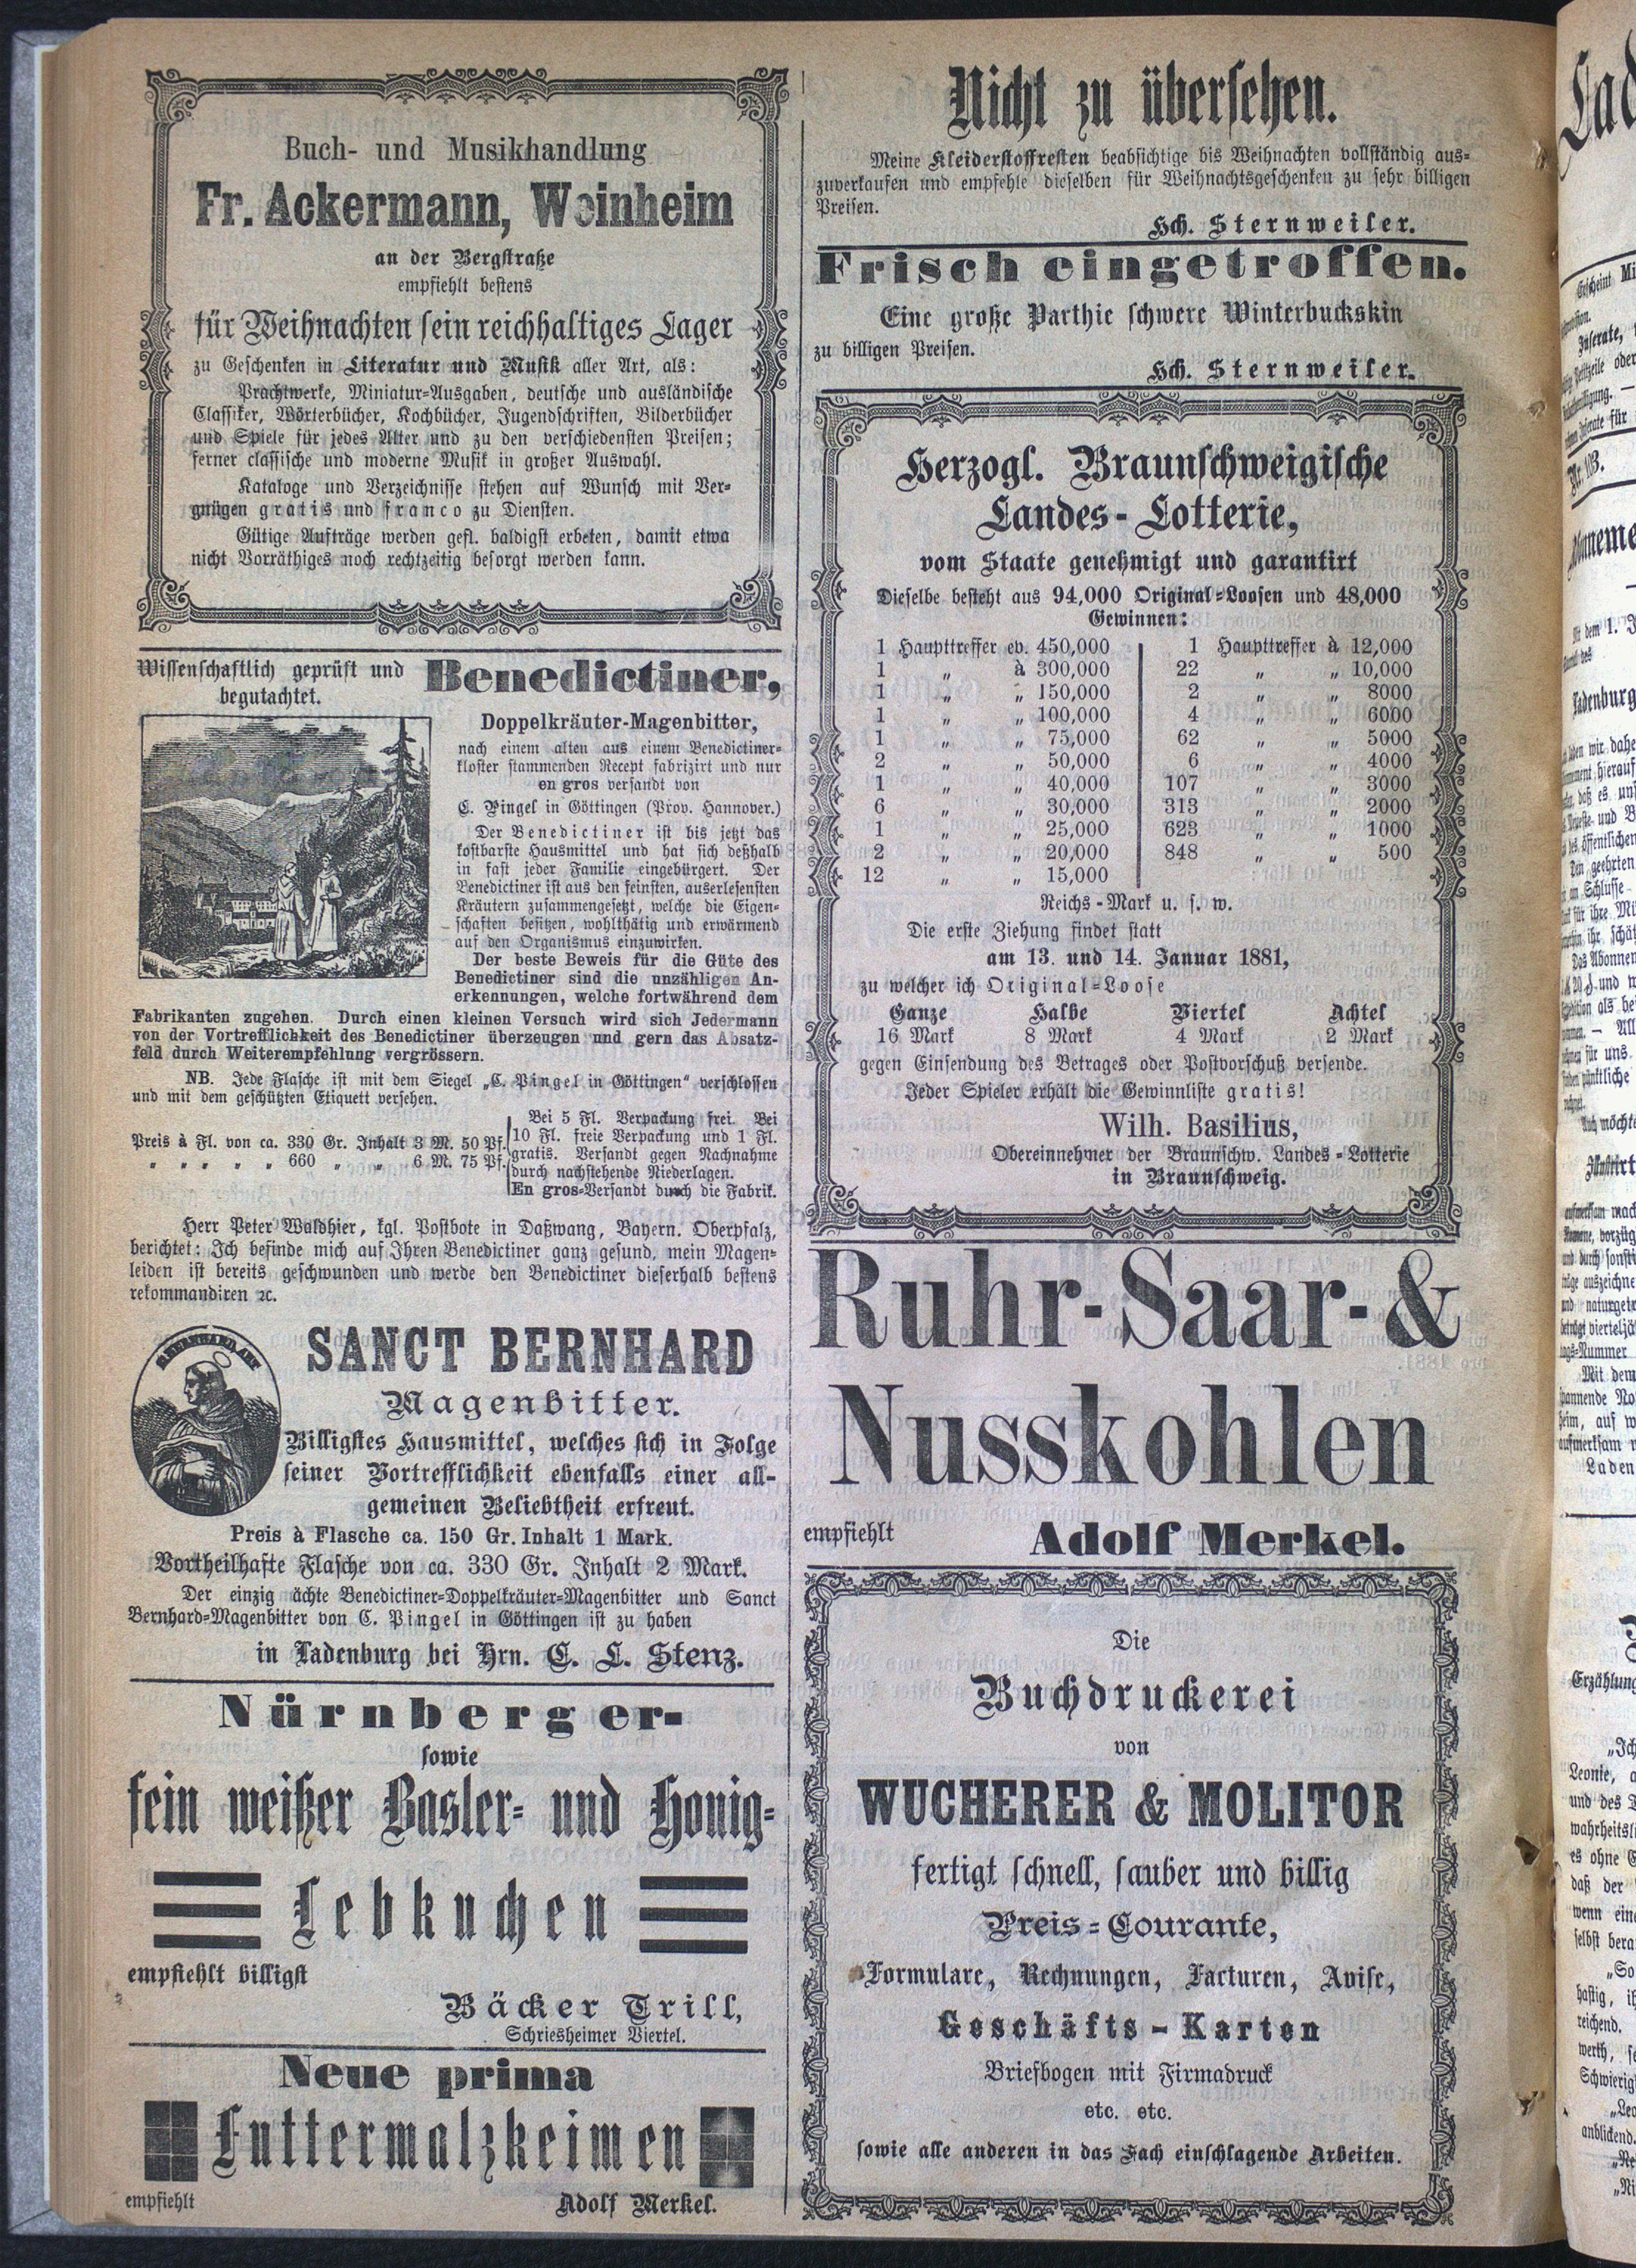 Buch- und Musikhandlung
Fr. Ackermann, Weinheim
an der Bergstraße
empfiehlt bestens
für Weihnachten sein reichhaltiges Lager
zu Geschenken in Literatur und Musik aller Art, als:
Prachtwerke, Miniatur-Ausgaben, deutsche und ausländische
Classiker, Wörterbücher, Kochbücher, Jugendschriften, Bilderbücher
und Spiele für jedes Alter und zu den verschiedensten Preisen;
ferner classische und moderne Musik in großer Auswahl.
Kataloge und Verzeichnisse stehen auf Wunsch mit Ver-
gnügen gratis und franco zu Diensten.
Gütige Aufträge werden gefl. baldigst erbeten, damit etwa
nicht Vorräthiges noch rechtzeitig besorgt werden kann.
Wissenschaftlich geprüft und
begutachtet.
Benedictiner,
Doppelkräuter-Magenbitter,
nach einem alten aus einem Benedictiner-
kloster stammenden Recept fabrizirt und nur
en gros versandt von
C. Pingel in Göttingen (Prov. Hannover.)
Der Benedictiner ist bis jetzt das
kostbarste Hausmittel und hat sich deßhalb
in fast jeder Familie eingebürgert. Der
Benedictiner ist aus den feinsten, auserlesensten
Kräutern zusammengesetzt, welche die Eigen-
schaften besitzen, wohlthätig und erwärmend
auf den Organismus einzuwirken.
Der beste Beweis für die Güte des
Benedictiner sind die unzähligen An-
erkennungen, welche fortwährend dem
Fabrikanten zugehen. Durch einen kleinen Versuch wird sich Jedermann
von der Vortrefflichkeit des Benedictiner überzeugen und gern das Absatz-
feld durch Weiterempfehlung vergrössern.
NB. Jede Flasche ist mit dem Siegel „C. Pingel in Göttingen" verschlossen
und mit dem geschützten Etiquett versehen.
Preis à Fl. von ca. 330 Gr. Inhalt 3 M. 50 Pf.
„ „ „ „ „ 660 „ „ 6 M. 75 Pf.
Bei 5 Fl. Verpackung frei. Bei
10 Fl. freie Verpackung und 1 Fl.
gratis. Versandt gegen Nachnahme
durch nachstehende Niederlagen.
En gros-Versandt durch die Fabrik.
Herr Peter Waldhier, kgl. Postbote in Daßwang, Bayern. Oberpfalz,
berichtet: Ich befinde mich auf Ihren Benedictiner ganz gesund, mein Magen-
leiden ist bereits geschwunden und werde den Benedictiner dieserhalb bestens
rekommandiren ꝛc.
SANCT BERNHARD
Magenbitter.
Billigstes Hausmittel, welches sich in Folge
seiner Vortrefflichkeit ebenfalls einer all-
gemeinen Beliebtheit erfreut.
Preis à Flasche ca. 150 Gr. Inhalt 1 Mark.
Vortheilhafte Flasche von ca. 330 Gr. Inhalt 2 Mark.
Der einzig ächte Benedictiner-Doppelkräuter-Magenbitter und Sanct
Bernhard-Magenbitter von C. Pingel in Göttingen ist zu haben
in Ladenburg bei Hrn. C. L. Stenz.
Nürnberger-
sowie
fein weißer Basler- und Honig-
Lebkuchen
empfiehlt billigst
Bäcker Trill,
Schriesheimer Viertel.
Neue prima
Futtermalzkeimen
empfiehlt
Adolf Merkel.
Nicht zu übersehen.
Meine Kleiderstoffresten beabsichtige bis Weihnachten vollständig aus-
zuverkaufen und empfehle dieselben für Weihnachtsgeschenken zu sehr billigen
Preisen.
Hch. Sternweiler.
Frisch eingetroffen.
Eine große Parthie schwere Winterbuckskin
zu billigen Preisen.
Hch. Sternweiler.
Herzogl. Braunschweigische
Landes-Lotterie,
vom Staate genehmigt und garantirt
Dieselbe besteht aus 94,000 Original-Loosen und 48,000
Gewinnen:
1 Haupttreffer ev. 450,000
1 „ à 300,000
1 „ „ 150,000
1 „ „ 100,000
1 „ „ 75,000
2 „ „ 50,000
1 „ „ 40,000
6 „ „ 30,000
1 „ „ 25,000
2 „ „ 20,000
12 „ „ 15,000
1 Haupttreffer à 12,000
22 „ „ 10,000
2 „ „ 8000
4 „ „ 6000
62 „ „ 5000
6 „ „ 4000
107 „ „ 3000
313 „ „ 2000
623 „ „ 1000
848 „ „ 500
Reichs-Mark u. s. w.
Die erste Ziehung findet statt
am 13. und 14. Januar 1881,
zu welcher ich Original-Loose
Ganze Halbe Viertel Achtel
16 Mark 8 Mark 4 Mark 2 Mark
gegen Einsendung des Betrages oder Postvorschuß versende.
Jeder Spieler erhält die Gewinnliste gratis!
Wilh. Basilius,
Obereinnehmer der Braunschw. Landes-Lotterie
in Braunschweig.
Ruhr-Saar-&
Nusskohlen
empfiehlt
Adolf Merkel.
Die
Buchdruckerei
von
WUCHERER & MOLITOR
fertigt schnell, sauber und billig
Preis-Courante,
Formulare, Rechnungen, Facturen, Avise,
Geschäfts-Karten
Briefbogen mit Firmadruck
etc. etc.
sowie alle anderen in das Fach einschlagende Arbeiten.